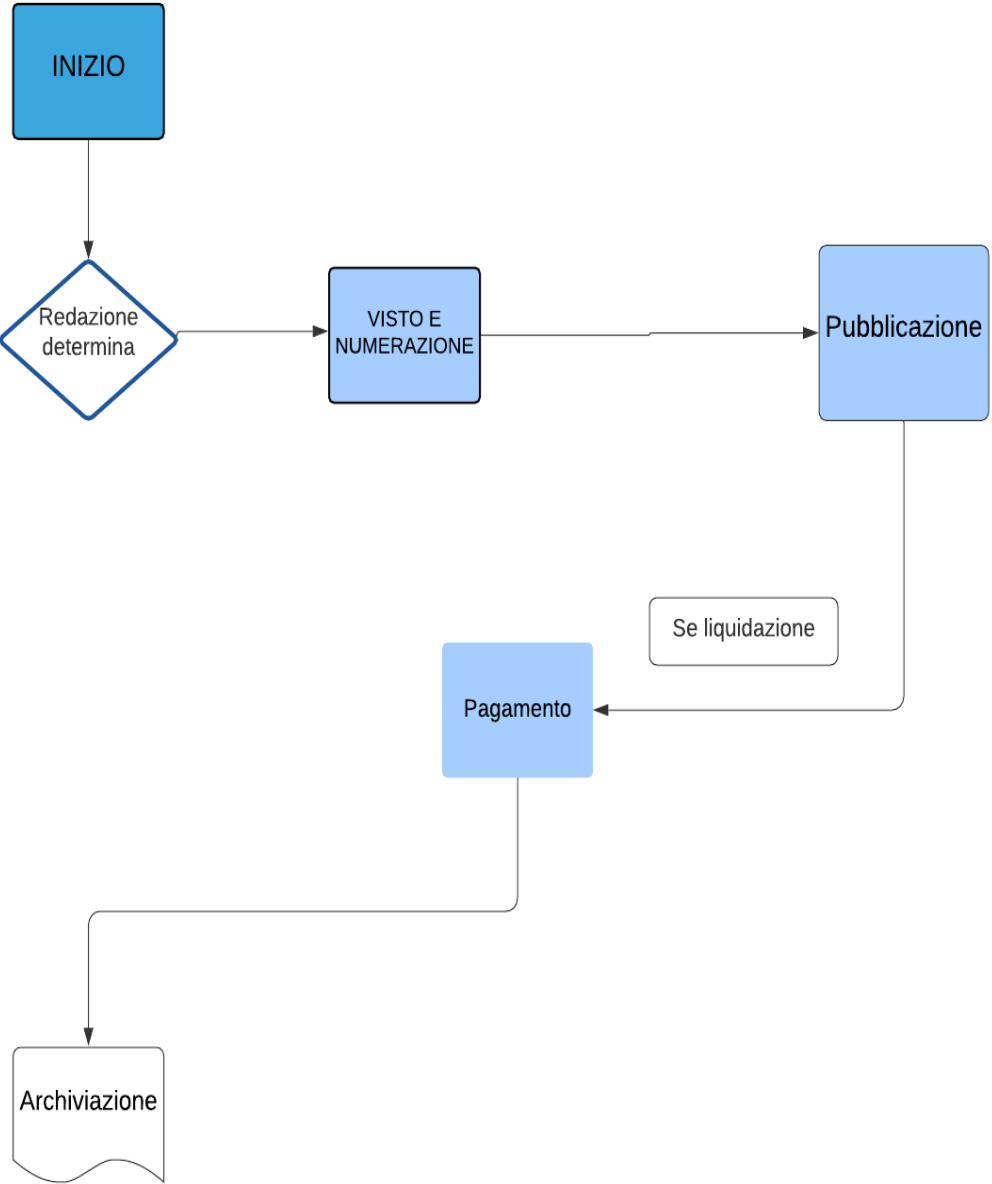 INIZIO
Redazione
determina
VISTO E
NUMERAZIONE
Pubblicazione
Se liquidazione
Pagamento
Archiviazione